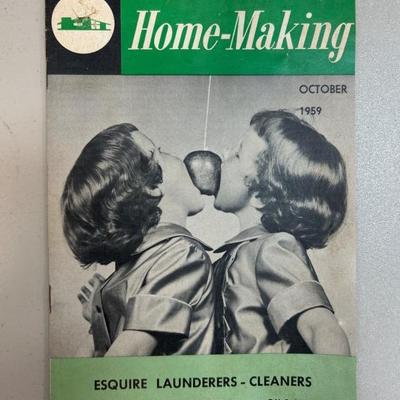 Home-Making
OCTOBER
1959
ESQUIRE LAUNDERERS - CLEANERS